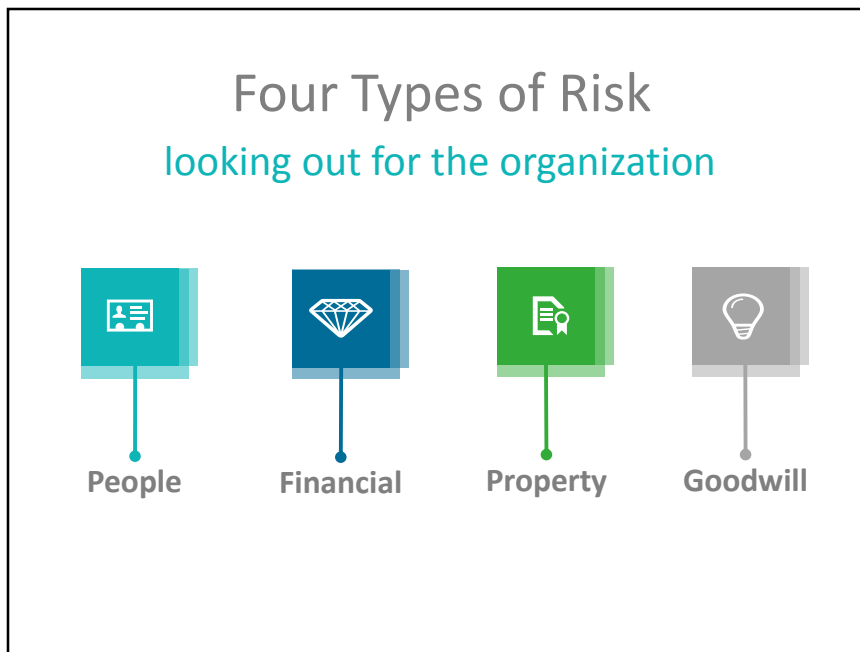 Four Types of Risk
looking out for the organization
People Financial Property Goodwill